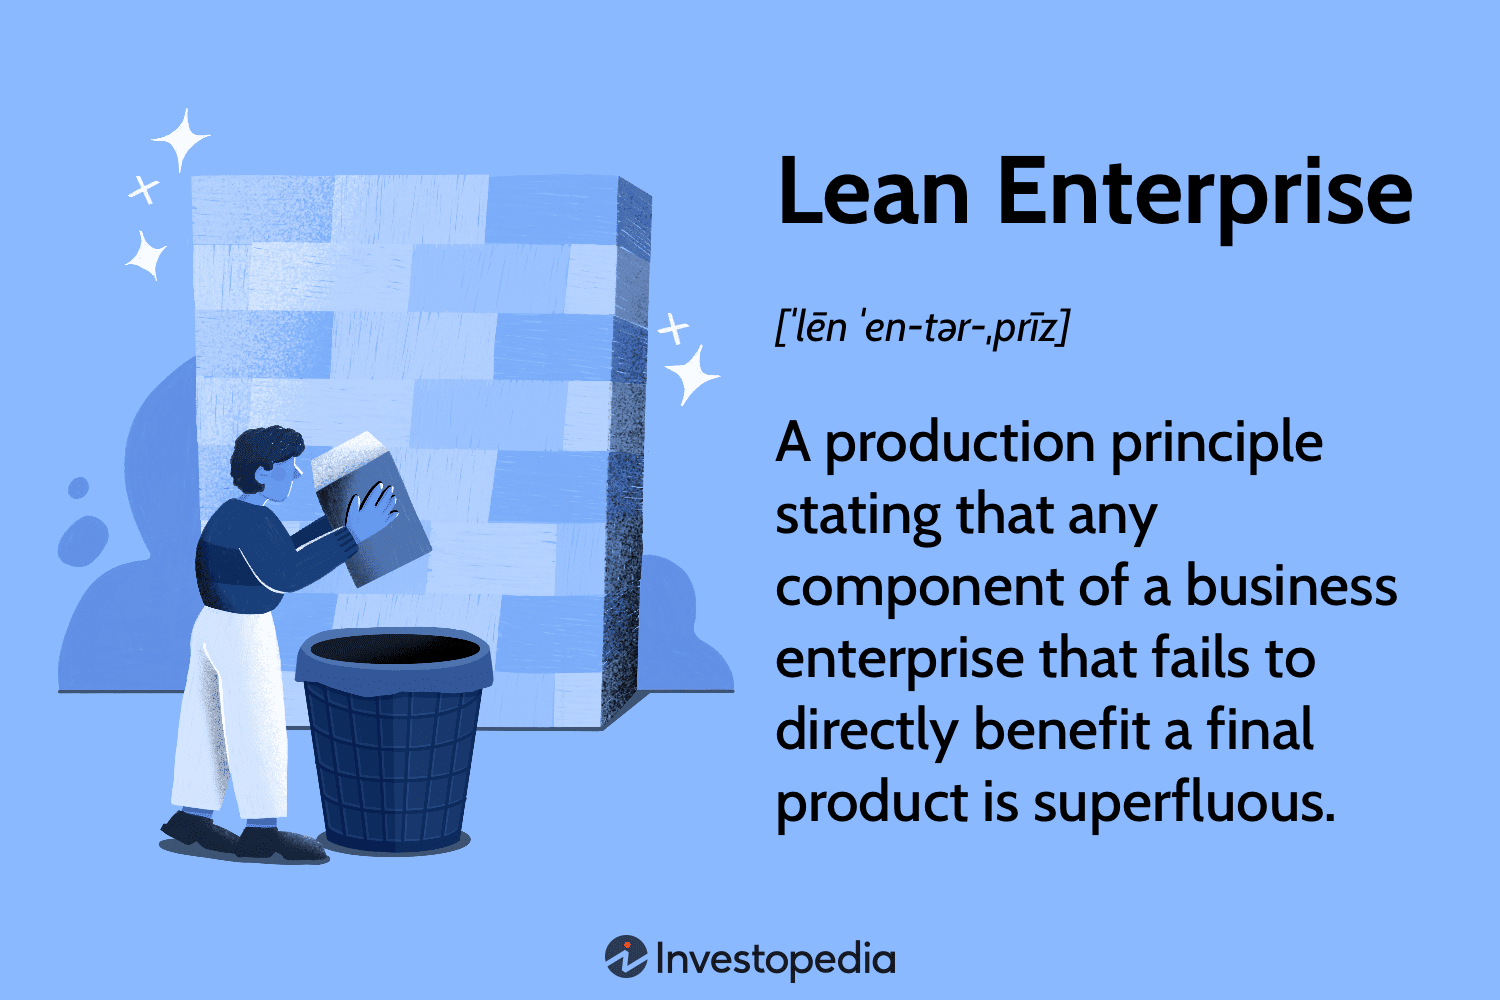 Lean Enterprise
[ˈlēn ˈen-tər-ˌprīz]
A production principle
stating that any
component of a business
enterprise that fails to
directly benefit a final
product is superfluous.
Investopedia